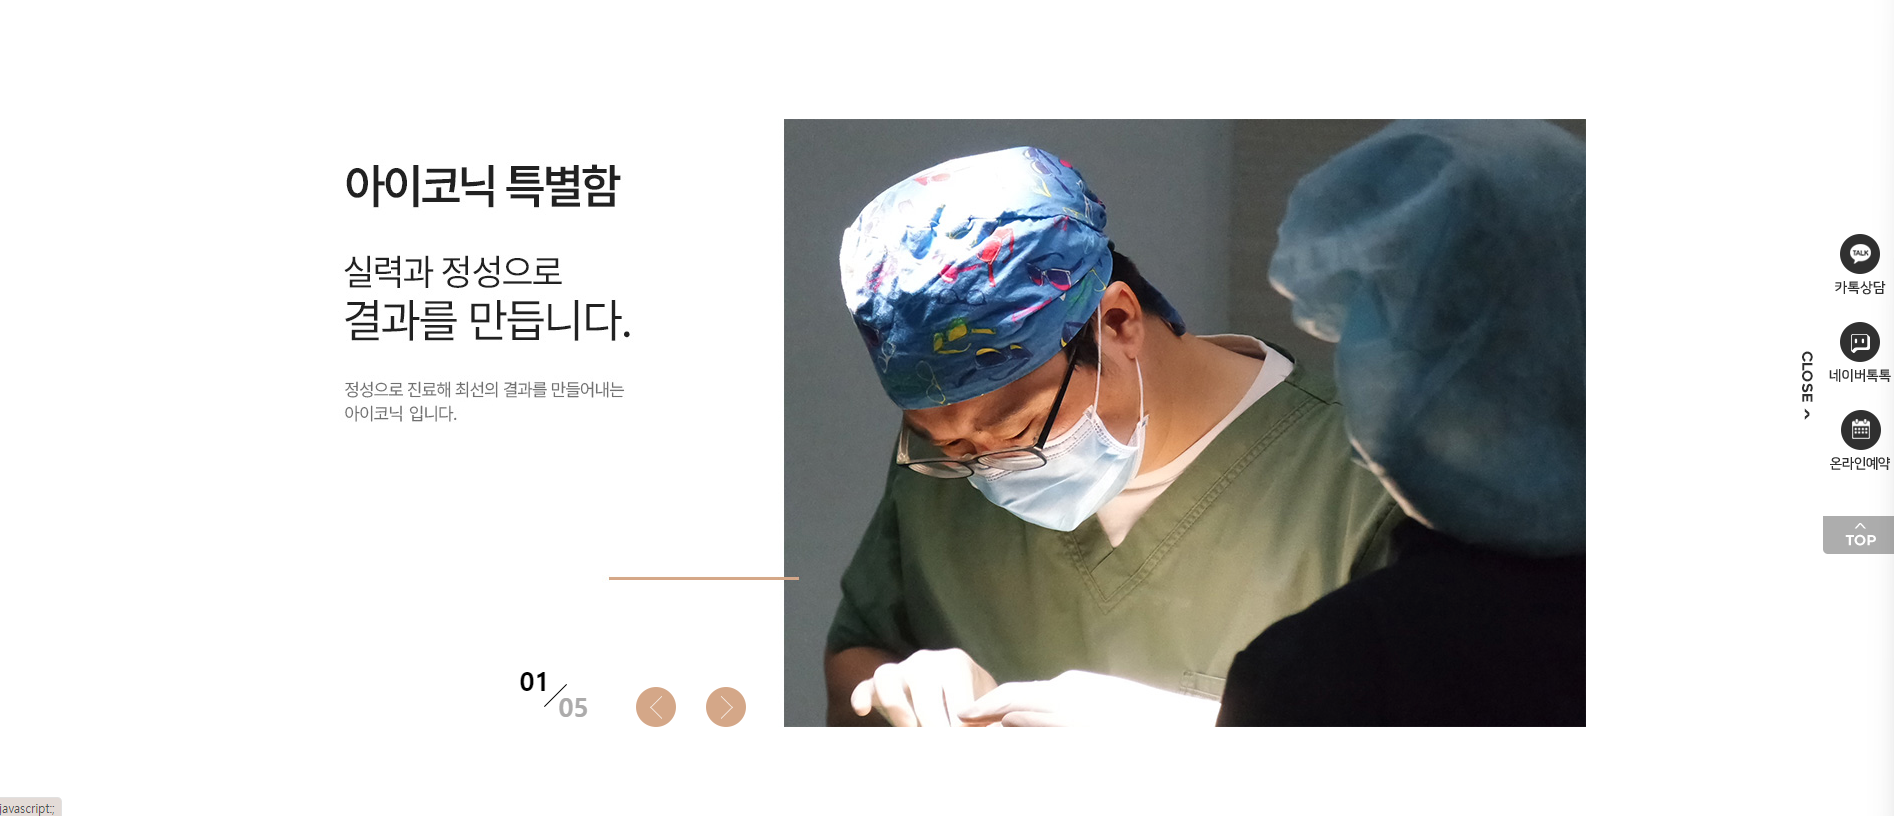 아이코닉 특별함
실력과 정성으로
결과를 만듭니다.
정성으로 진료해 최선의 결과를 만들어내는
아이코닉 입니다.
01
05
TALK
카톡상담
네이버톡톡
온라인예약
CLOSE
TOP
javascript:;